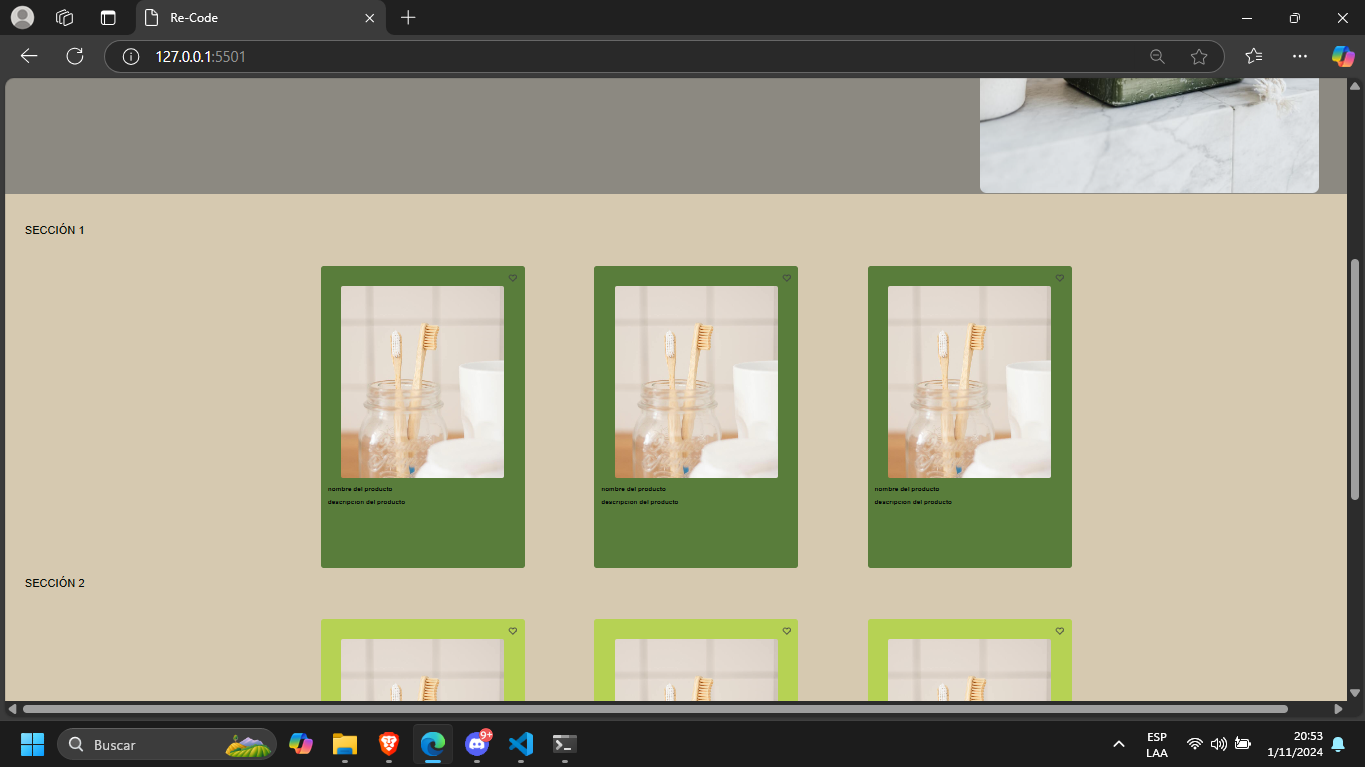 Re-Code
127.0.0.1:5501
SECCIÓN 1
nombre del producto
descripcion del producto
nombre del producto
descripcion del producto
nombre del producto
descripcion del producto
SECCIÓN 2
Buscar
9+
ESP
LAA
20:53
1/11/2024